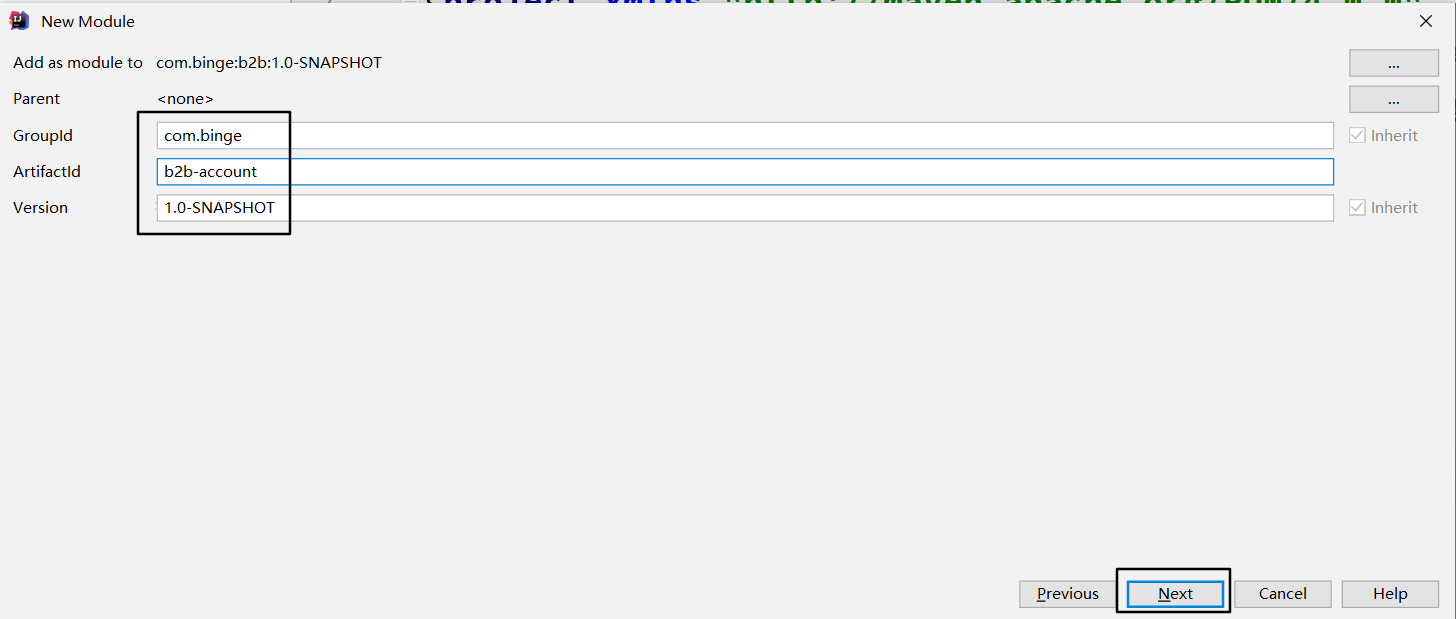 New Module
Add as module to com.binge:b2b:1.0-SNAPSHOT ...
Parent <none> ...
GroupId com.binge Inherit
ArtifactId b2b-account
Version 1.0-SNAPSHOT Inherit
Previous Next Cancel Help